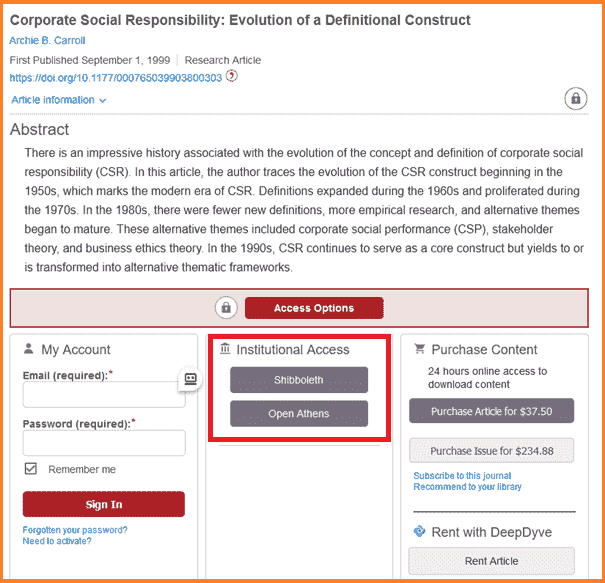 Corporate Social Responsibility: Evolution of a Definitional Construct
Archie B. Carroll
First Published September 1, 1999 | Research Article
https://doi.org/10.1177/000765039903800303
Article information
Abstract
There is an impressive history associated with the evolution of the concept and definition of corporate social
responsibility (CSR). In this article, the author traces the evolution of the CSR construct beginning in the
1950s, which marks the modern era of CSR. Definitions expanded during the 1960s and proliferated during
the 1970s. In the 1980s, there were fewer new definitions, more empirical research, and alternative themes
began to mature. These alternative themes included corporate social performance (CSP), stakeholder
theory, and business ethics theory. In the 1990s, CSR continues to serve as a core construct but yields to or
is transformed into alternative thematic frameworks.
Access Options
My Account
Email (required):*
Password (required):*
Remember me
Sign In
Forgotten your password?
Need to activate?
Institutional Access
Shibboleth
Open Athens
Purchase Content
24 hours online access to
download content
Purchase Article for $37.50
Purchase Issue for $234.88
Subscribe to this journal
Recommend to your library
Rent with DeepDyve
Rent Article